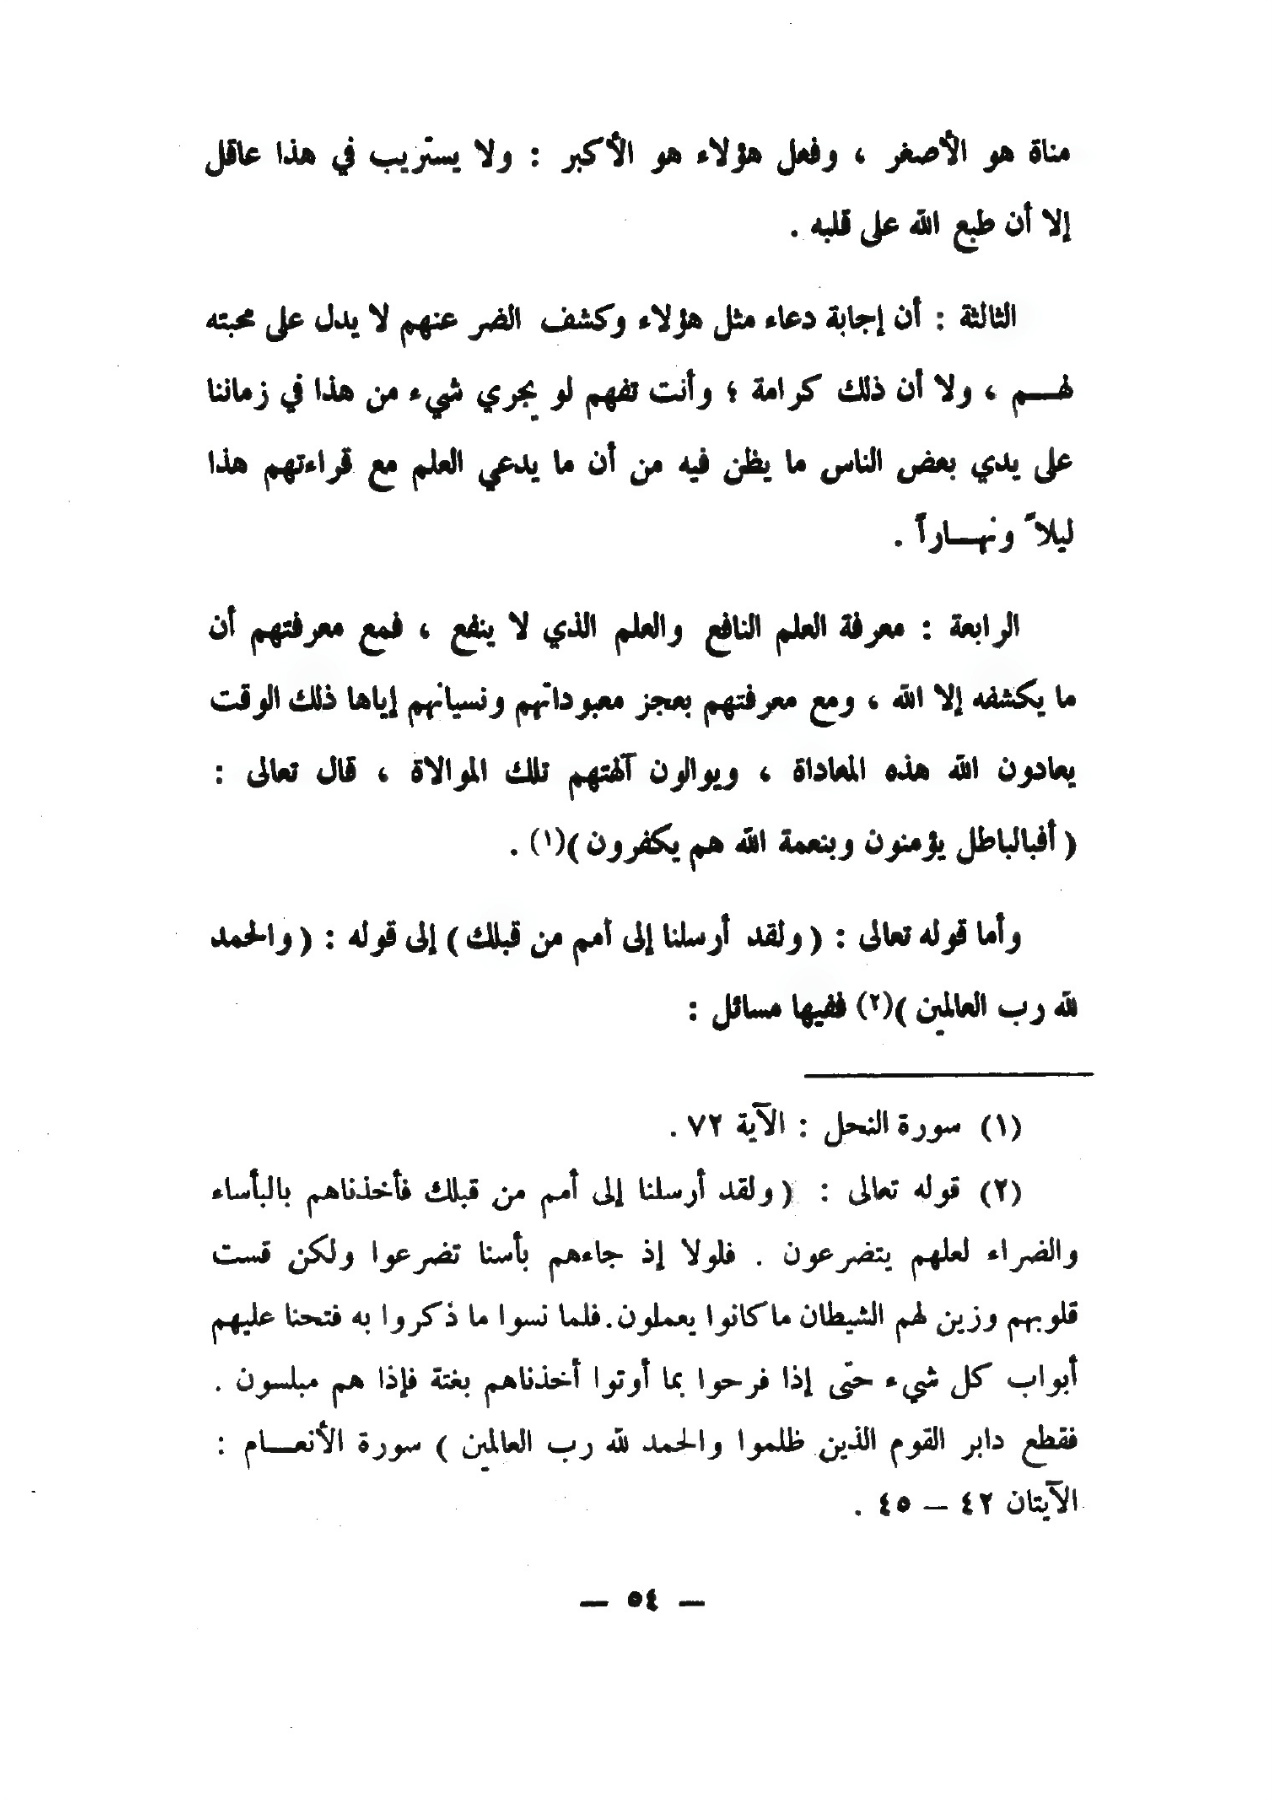 مناة هو الأصغر ، وفعل هؤلاء هو الأكبر : ولا يستريب في هذا عاقل
إلا أن طبع الله على قلبه .
الثالثة : أن إجابة دعاء مثل هؤلاء وكشف الضر عنهم لا يدل على محبته
لهـــم ، ولا أن ذلك كرامة ؛ وأنت تفهم لو يجري شيء من هذا في زماننا
على يدي بعض الناس ما يظن فيه من أن ما يدعي العلم مع قراءتهم هذا
ليلاً ونهـــاراً .
الرابعة : معرفة العلم النافع والعلم الذي لا ينفع ، فمع معرفتهم أن
ما يكشفه إلا الله ، ومع معرفتهم بعجز معبوداتهم ونسيانهم إياها ذلك الوقت
يعادون الله هذه المعاداة ، ويوالون آلهتهم تلك الموالاة ، قال تعالى :
( أفبالباطل يؤمنون وبنعمة الله هم يكفرون )(١) .
وأما قوله تعالى : ( ولقد أرسلنا إلى أمم من قبلك ) إلى قوله : ( والحمد
لله رب العالمين )(٢) ففيها مسائل :
(١) سورة النحل : الآية ٧٢ .
(٢) قوله تعالى : ( ولقد أرسلنا إلى أمم من قبلك فأخذناهم بالبأساء
والضراء لعلهم يتضرعون . فلولا إذ جاءهم بأسنا تضرعوا ولكن قست
قلوبهم وزين لهم الشيطان ما كانوا يعملون. فلما نسوا ما ذكروا به فتحنا عليهم
أبواب كل شيء حتّى إذا فرحوا بما أوتوا أخذناهم بغتة فإذا هم مبلسون .
فقطع دابر القوم الذين ظلموا والحمد لله رب العالمين ) سورة الأنعـــام :
الآيتان ٤٢ – ٤٥ .
— ٥٤ —